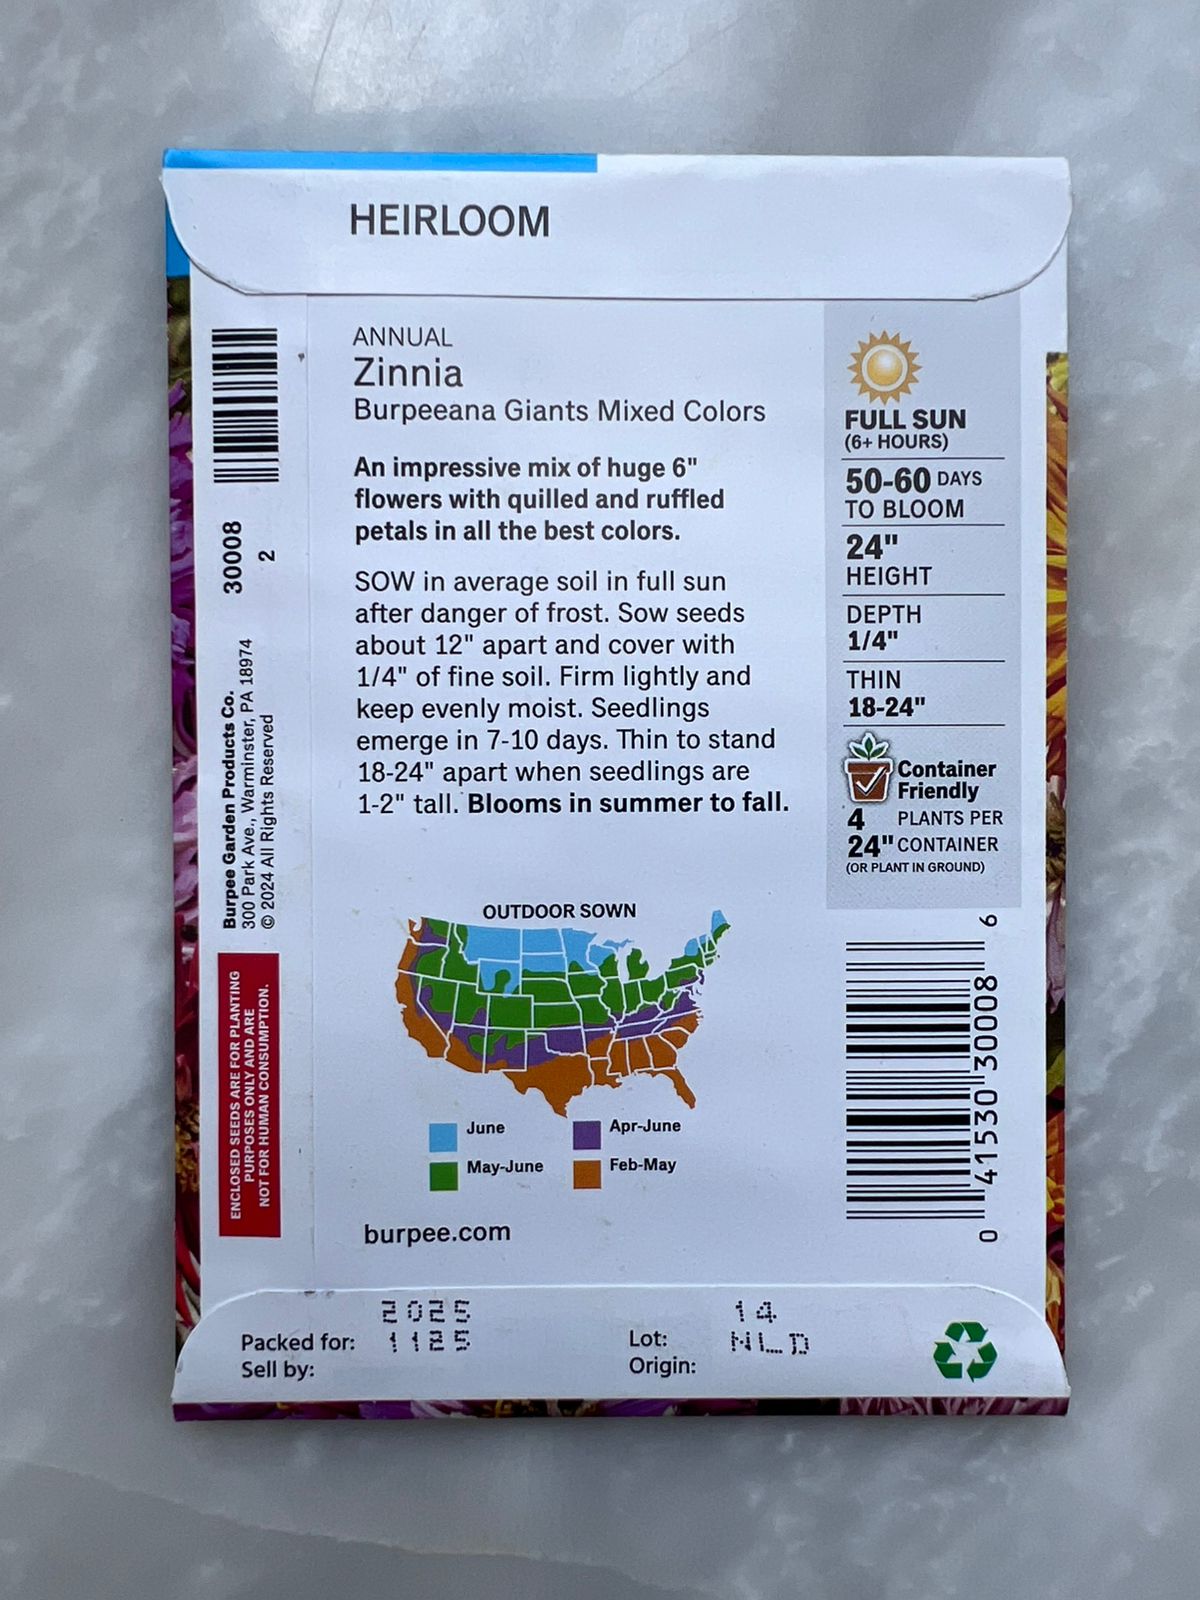 HEIRLOOM
ANNUAL
Zinnia
Burpeeana Giants Mixed Colors
An impressive mix of huge 6"
flowers with quilled and ruffled
petals in all the best colors.
SOW in average soil in full sun
after danger of frost. Sow seeds
about 12" apart and cover with
1/4" of fine soil. Firm lightly and
keep evenly moist. Seedlings
emerge in 7-10 days. Thin to stand
18-24" apart when seedlings are
1-2" tall. Blooms in summer to fall.
FULL SUN
(6+ HOURS)
50-60 DAYS
TO BLOOM
24"
HEIGHT
DEPTH
1/4"
THIN
18-24"
Container
Friendly
4 PLANTS PER
24" CONTAINER
(OR PLANT IN GROUND)
30008
2
Burpee Garden Products Co.
300 Park Ave., Warminster, PA 18974
© 2024 All Rights Reserved
ENCLOSED SEEDS ARE FOR PLANTING
PURPOSES ONLY AND ARE
NOT FOR HUMAN CONSUMPTION.
OUTDOOR SOWN
June
Apr-June
May-June
Feb-May
burpee.com
0 41530 30008 6
2025
14
Packed for: 1125
Lot: NLD
Sell by:
Origin: